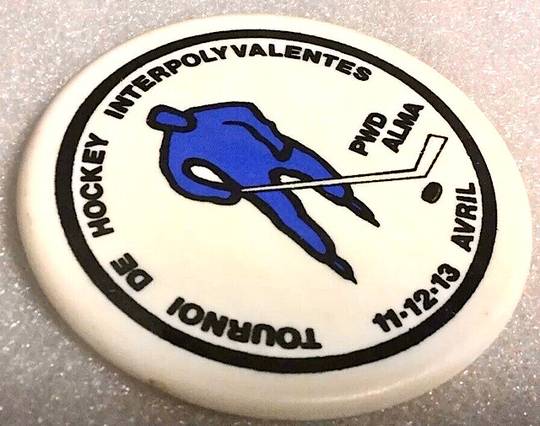 TOURNOI DE HOCKEY INTERPOLYVALENTES
PWD
ALMA
11-12-13 AVRIL